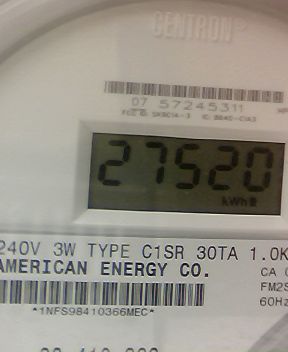 CENTRON®
07 57245311
27520
kWh
240V 3W TYPE C1SR 30TA 1.0K
AMERICAN ENERGY CO.
CA
FM2S
60Hz
*1NFS98410366MEC*